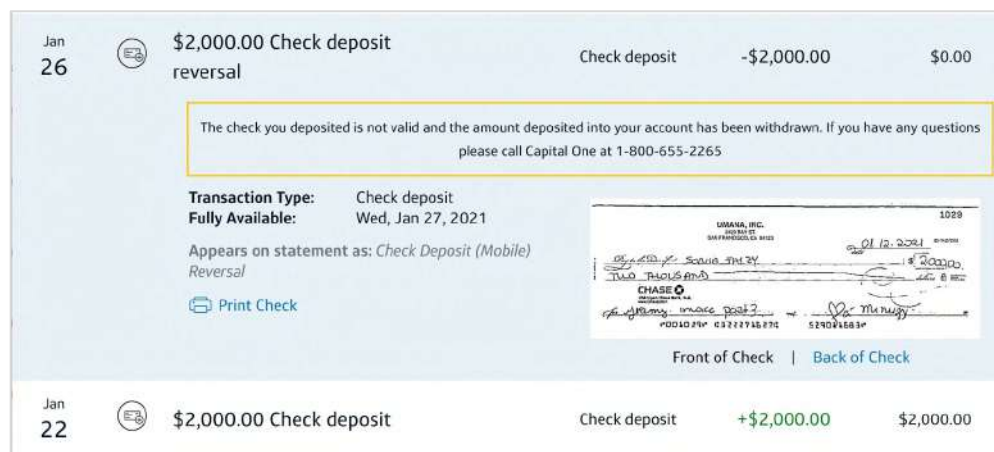 Jan
26
$2,000.00 Check deposit
reversal
Check deposit
-$2,000.00
$0.00
The check you deposited is not valid and the amount deposited into your account has been withdrawn. If you have any questions
please call Capital One at 1-800-655-2265
Transaction Type: Check deposit
Fully Available: Wed, Jan 27, 2021
Appears on statement as: Check Deposit (Mobile)
Reversal
Print Check
1029
UMANA, INC.
01.12.2021
$ 2000.00
TWO THOUSAND
CHASE
Front of Check | Back of Check
Jan
22
$2,000.00 Check deposit
Check deposit
+$2,000.00
$2,000.00